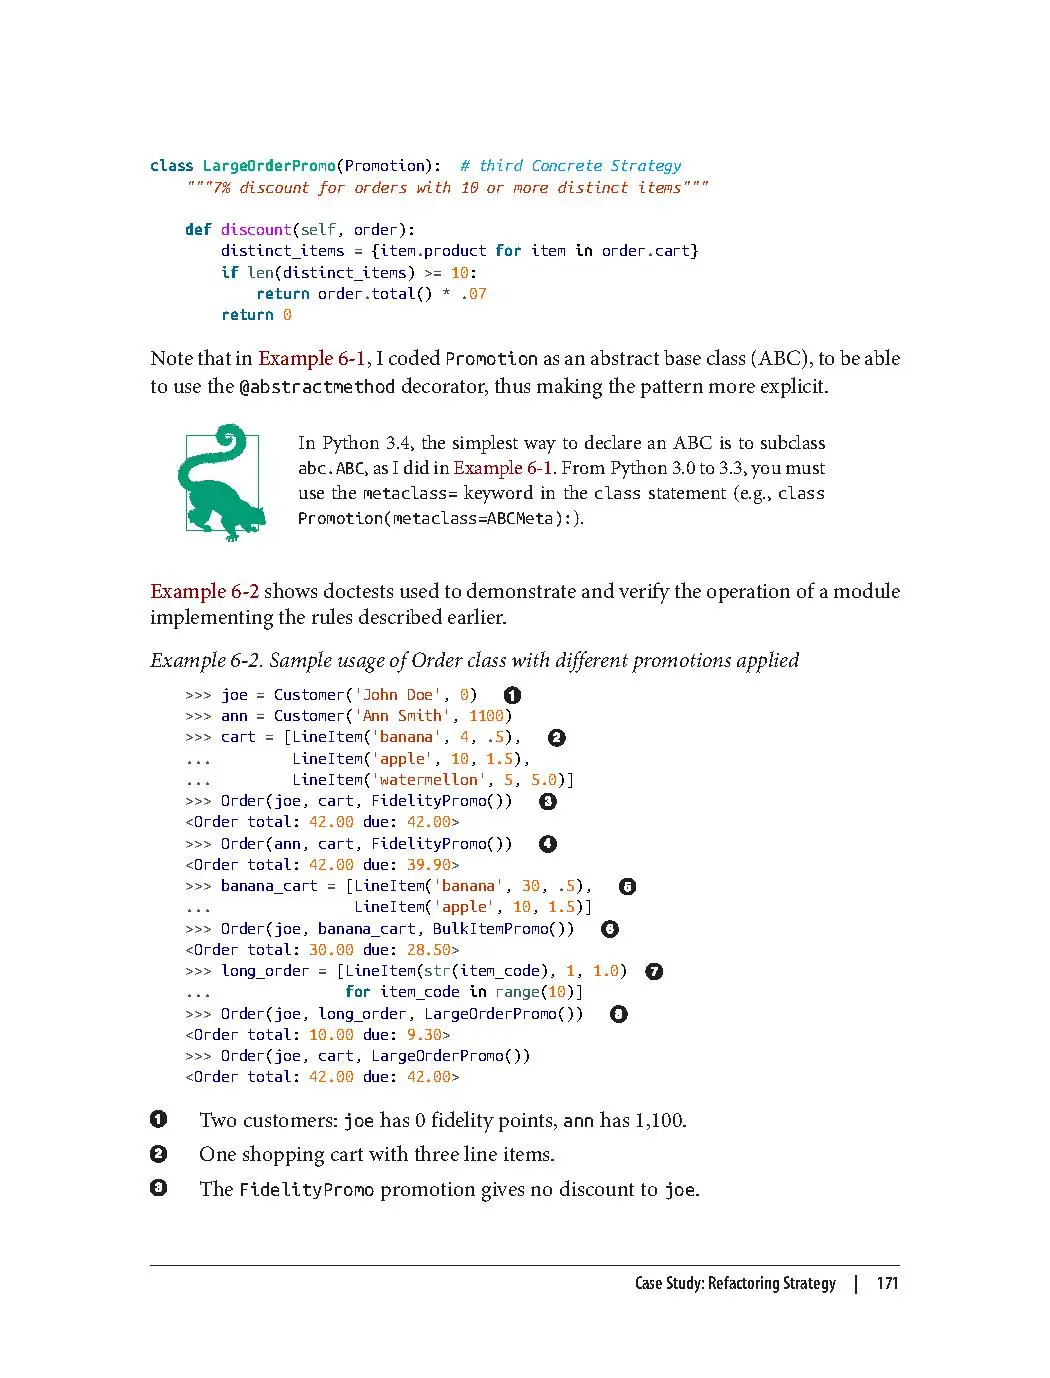 class LargeOrderPromo(Promotion):  # third Concrete Strategy
    """7% discount for orders with 10 or more distinct items"""

    def discount(self, order):
        distinct_items = {item.product for item in order.cart}
        if len(distinct_items) >= 10:
            return order.total() * .07
        return 0
Note that in Example 6-1, I coded Promotion as an abstract base class (ABC), to be able
to use the @abstractmethod decorator, thus making the pattern more explicit.
In Python 3.4, the simplest way to declare an ABC is to subclass
abc.ABC, as I did in Example 6-1. From Python 3.0 to 3.3, you must
use the metaclass= keyword in the class statement (e.g., class
Promotion(metaclass=ABCMeta):).
Example 6-2 shows doctests used to demonstrate and verify the operation of a module
implementing the rules described earlier.
Example 6-2. Sample usage of Order class with different promotions applied
>>> joe = Customer('John Doe', 0)   ❶
>>> ann = Customer('Ann Smith', 1100)
>>> cart = [LineItem('banana', 4, .5),   ❷
...         LineItem('apple', 10, 1.5),
...         LineItem('watermellon', 5, 5.0)]
>>> Order(joe, cart, FidelityPromo())   ❸
<Order total: 42.00 due: 42.00>
>>> Order(ann, cart, FidelityPromo())   ❹
<Order total: 42.00 due: 39.90>
>>> banana_cart = [LineItem('banana', 30, .5),   ❺
...                LineItem('apple', 10, 1.5)]
>>> Order(joe, banana_cart, BulkItemPromo())   ❻
<Order total: 30.00 due: 28.50>
>>> long_order = [LineItem(str(item_code), 1, 1.0)   ❼
...               for item_code in range(10)]
>>> Order(joe, long_order, LargeOrderPromo())   ❽
<Order total: 10.00 due: 9.30>
>>> Order(joe, cart, LargeOrderPromo())
<Order total: 42.00 due: 42.00>
❶ Two customers: joe has 0 fidelity points, ann has 1,100.
❷ One shopping cart with three line items.
❸ The FidelityPromo promotion gives no discount to joe.
Case Study: Refactoring Strategy | 171